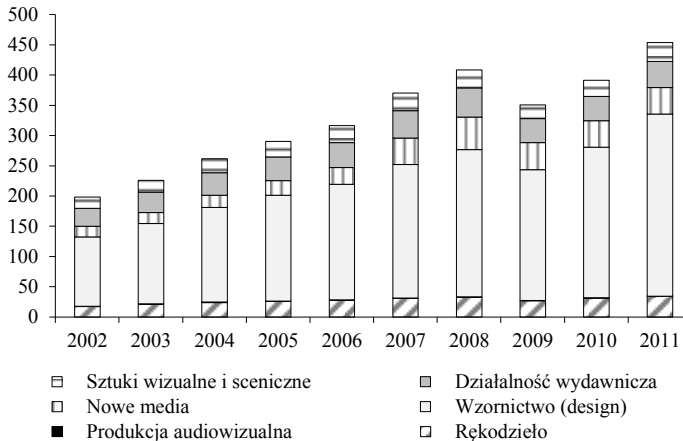 500
450
400
350
300
250
200
150
100
50
0
2002 2003 2004 2005 2006 2007 2008 2009 2010 2011
Sztuki wizualne i sceniczne Działalność wydawnicza
Nowe media Wzornictwo (design)
Produkcja audiowizualna Rękodzieło